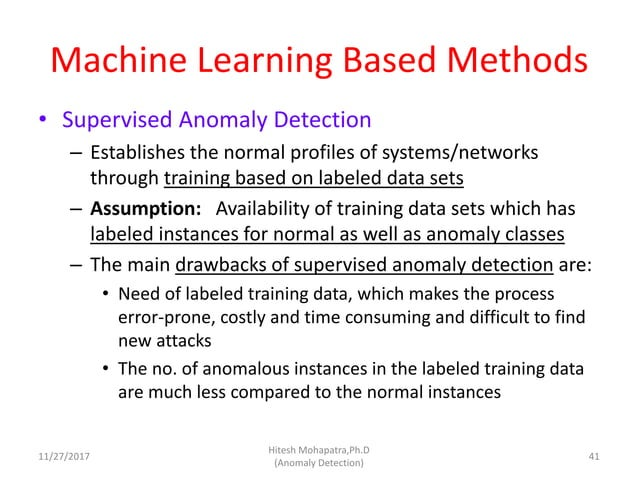 Machine Learning Based Methods
• Supervised Anomaly Detection
– Establishes the normal profiles of systems/networks
through training based on labeled data sets
– Assumption: Availability of training data sets which has
labeled instances for normal as well as anomaly classes
– The main drawbacks of supervised anomaly detection are:
• Need of labeled training data, which makes the process
error-prone, costly and time consuming and difficult to find
new attacks
• The no. of anomalous instances in the labeled training data
are much less compared to the normal instances
11/27/2017
Hitesh Mohapatra,Ph.D
(Anomaly Detection)
41